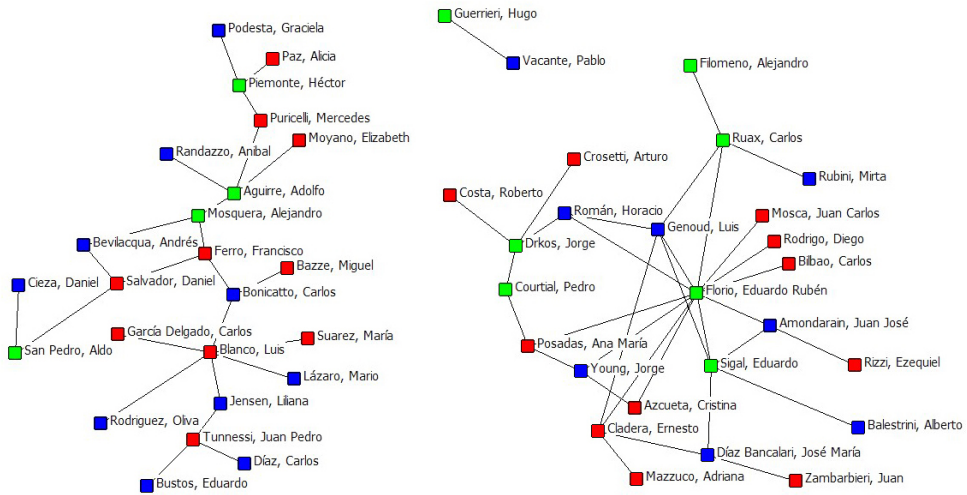 Podesta, Graciela
Paz, Alicia
Piemonte, Héctor
Puricelli, Mercedes
Moyano, Elizabeth
Randazzo, Anibal
Aguirre, Adolfo
Mosquera, Alejandro
Bevilacqua, Andrés
Ferro, Francisco
Bazze, Miguel
Cieza, Daniel
Salvador, Daniel
Bonicatto, Carlos
García Delgado, Carlos
Suarez, María
San Pedro, Aldo
Blanco, Luis
Lázaro, Mario
Jensen, Liliana
Rodriguez, Oliva
Tunnessi, Juan Pedro
Díaz, Carlos
Bustos, Eduardo
Guerrieri, Hugo
Vacante, Pablo
Filomeno, Alejandro
Ruax, Carlos
Crosetti, Arturo
Rubini, Mirta
Costa, Roberto
Román, Horacio
Genoud, Luis
Mosca, Juan Carlos
Drkos, Jorge
Rodrigo, Diego
Bilbao, Carlos
Courtial, Pedro
Florio, Eduardo Rubén
Amondarain, Juan José
Posadas, Ana María
Young, Jorge
Sigal, Eduardo
Rizzi, Ezequiel
Azcueta, Cristina
Cladera, Ernesto
Balestrini, Alberto
Díaz Bancalari, José María
Mazzuco, Adriana
Zambarbieri, Juan